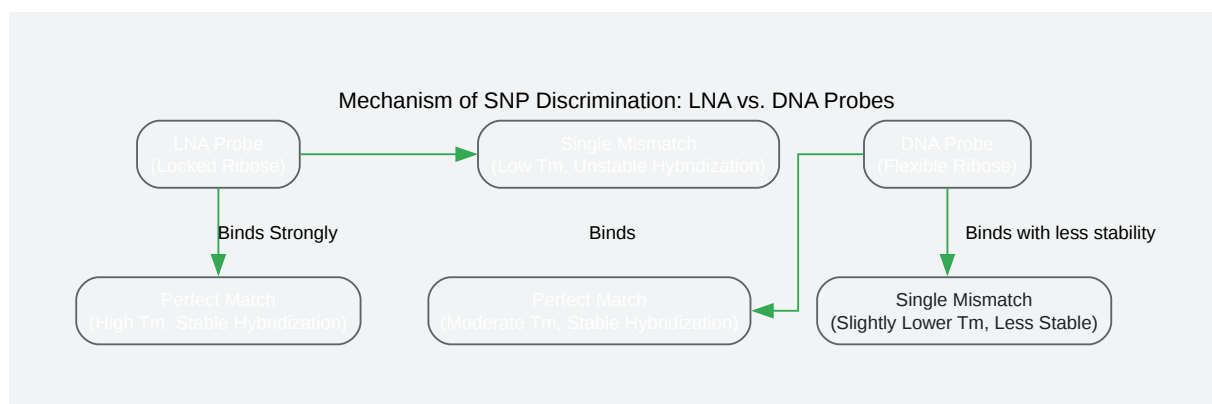 Mechanism of SNP Discrimination: LNA vs. DNA Probes
LNA Probe
(Locked Ribose)
Single Mismatch
(Low Tm, Unstable Hybridization)
DNA Probe
(Flexible Ribose)
Binds Strongly
Binds
Binds with less stability
Perfect Match
(High Tm, Stable Hybridization)
Perfect Match
(Moderate Tm, Stable Hybridization)
Single Mismatch
(Slightly Lower Tm, Less Stable)